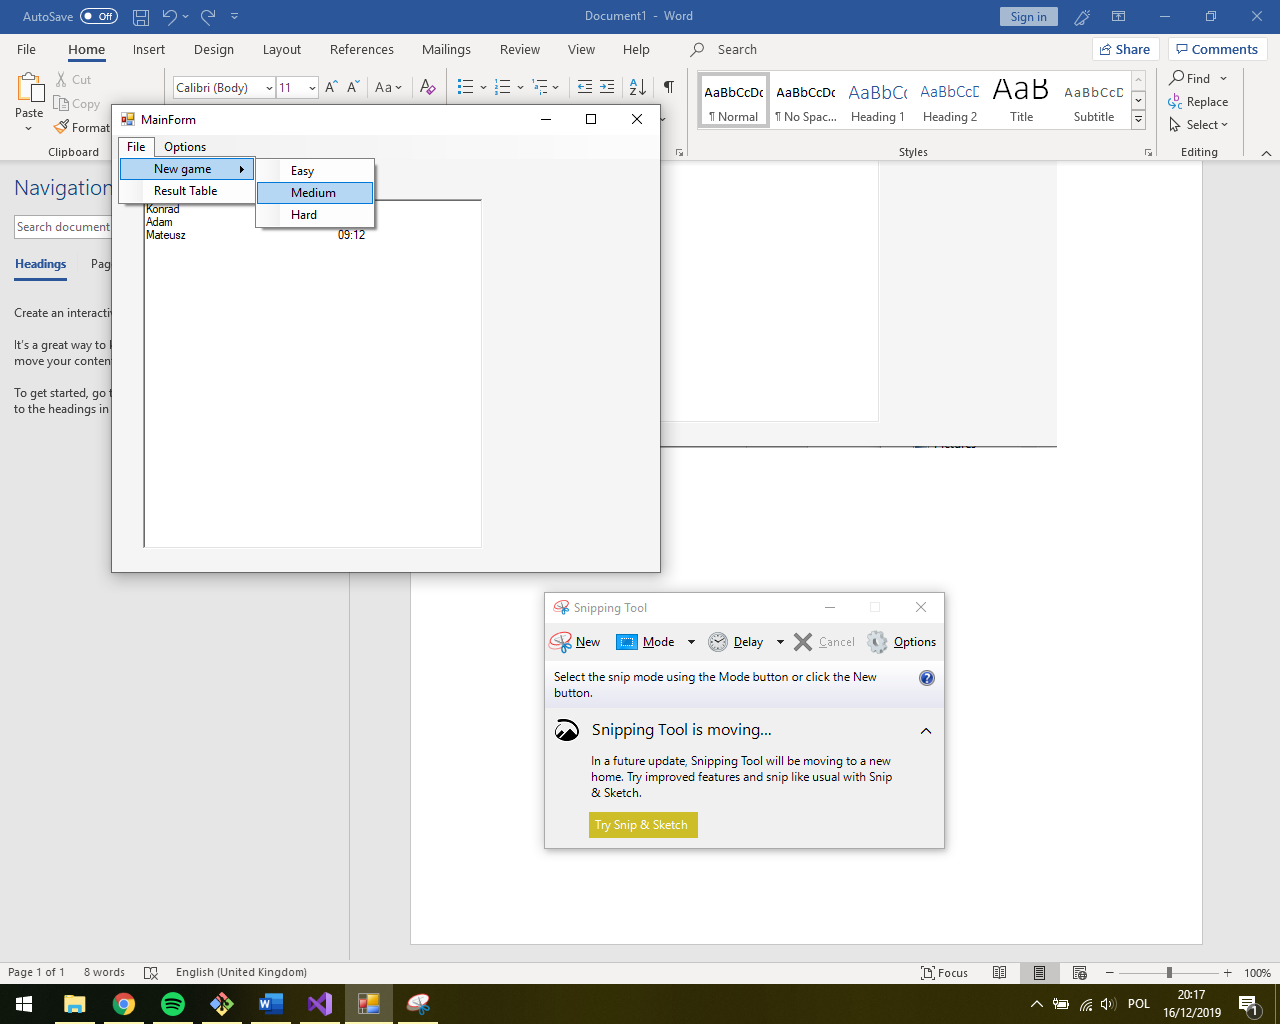 AutoSave Off
Document1 - Word
Sign in
File Home Insert Design Layout References Mailings Review View Help Search
Share Comments
Paste
Cut
Copy
Format
Clipboard
Calibri (Body) 11
Aa
AaBbCcDc
¶ Normal
AaBbCcDc
¶ No Spac...
AaBbCc
Heading 1
AaBbCcD
Heading 2
AaB
Title
AaBbCcD
Subtitle
Styles
Find
Replace
Select
Editing
Navigation
Search document
Headings
Create an interactiv
It's a great way to
move your content
To get started, go t
to the headings in
MainForm
File Options
New game
Result Table
Easy
Medium
Hard
Konrad
Adam
Mateusz 09:12
Snipping Tool
New Mode Delay Cancel Options
Select the snip mode using the Mode button or click the New
button.
Snipping Tool is moving...
In a future update, Snipping Tool will be moving to a new
home. Try improved features and snip like usual with Snip
& Sketch.
Try Snip & Sketch
Page 1 of 1 8 words English (United Kingdom)
Focus
100%
POL
20:17
16/12/2019
1